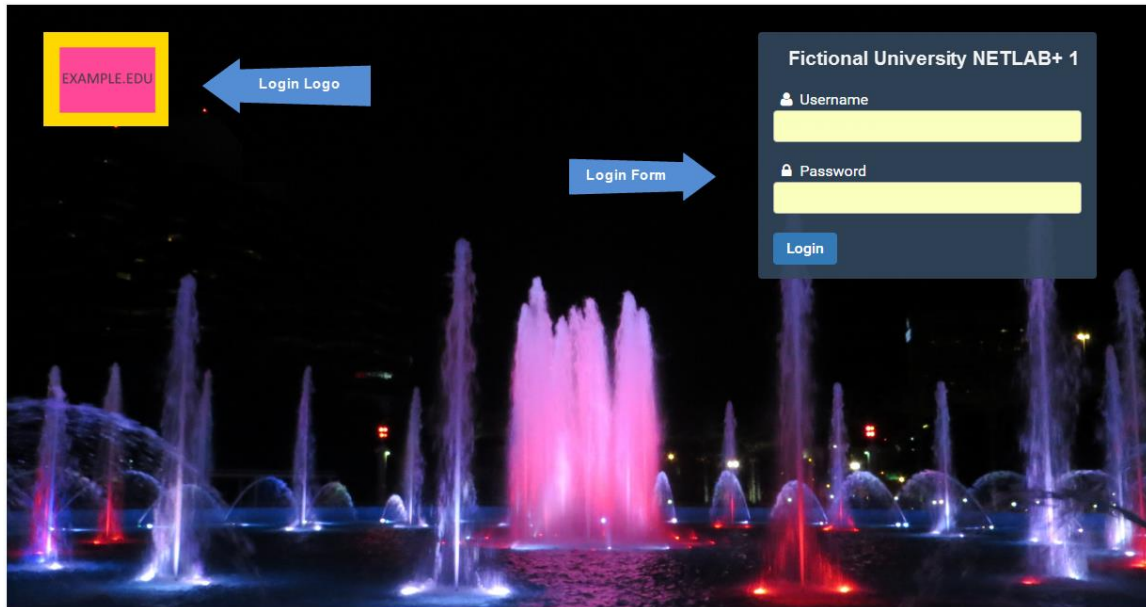 EXAMPLE.EDU
Login Logo
Fictional University NETLAB+ 1
Username
Login Form
Password
Login